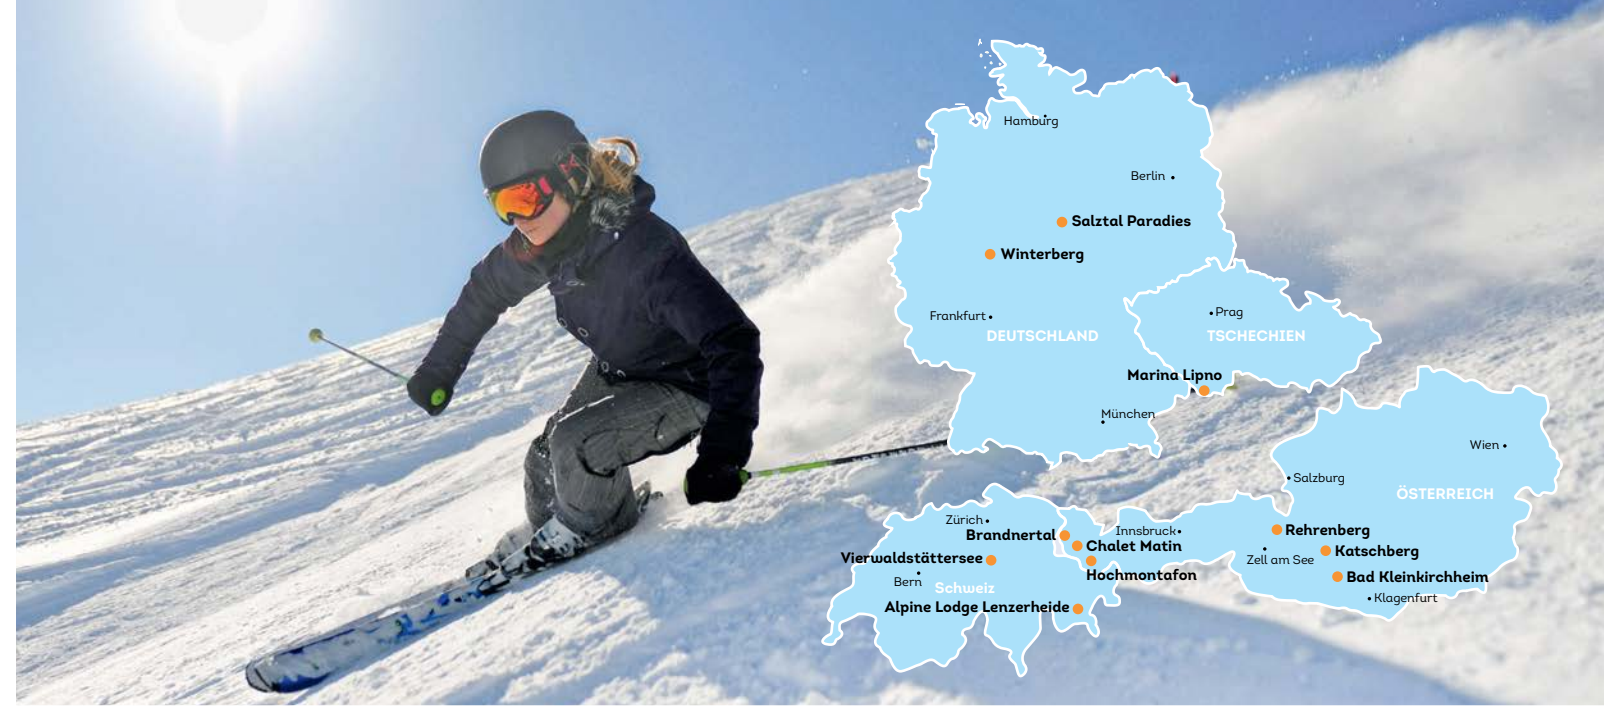 Hamburg
Berlin
Salztal Paradies
Winterberg
Frankfurt
Prag
DEUTSCHLAND
TSCHECHIEN
Marina Lipno
München
Wien
Salzburg
ÖSTERREICH
Zürich
Brandnertal
Innsbruck
Rehrenberg
Chalet Matin
Katschberg
Vierwaldstättersee
Zell am See
Hochmontafon
Bern
Bad Kleinkirchheim
Schweiz
Klagenfurt
Alpine Lodge Lenzerheide